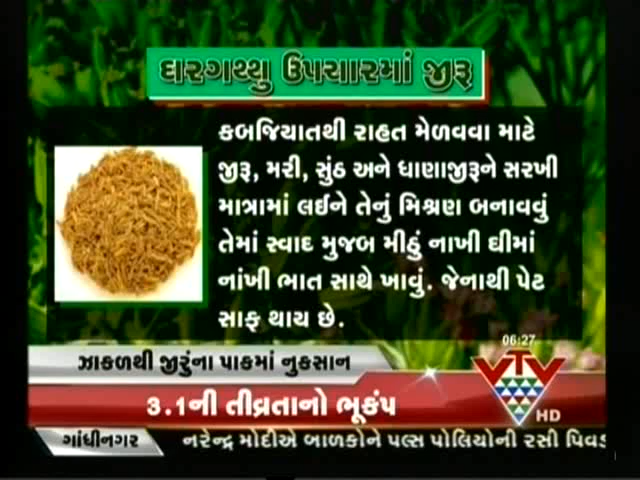 ઘરગથ્થુ ઉપચારમાં જીરૂ
કબજિયાતથી રાહત મેળવવા માટે
જીરૂ, મરી, સુંઠ અને ધાણાજીરૂને સરખી
માત્રામાં લઈને તેનું મિશ્રણ બનાવવું
તેમાં સ્વાદ મુજબ મીઠું નાખી ઘીમાં
નાંખી ભાત સાથે ખાવું. જેનાથી પેટ
સાફ થાય છે.
06:27
ઝાકળથી જીરૂંના પાકમાં નુકસાન
VTV
3.1ની તીવ્રતાનો ભૂકંપ
HD
ગાંધીનગર નરેન્દ્ર મોદીએ બાળકોને પલ્સ પોલિયોની રસી પિવડ